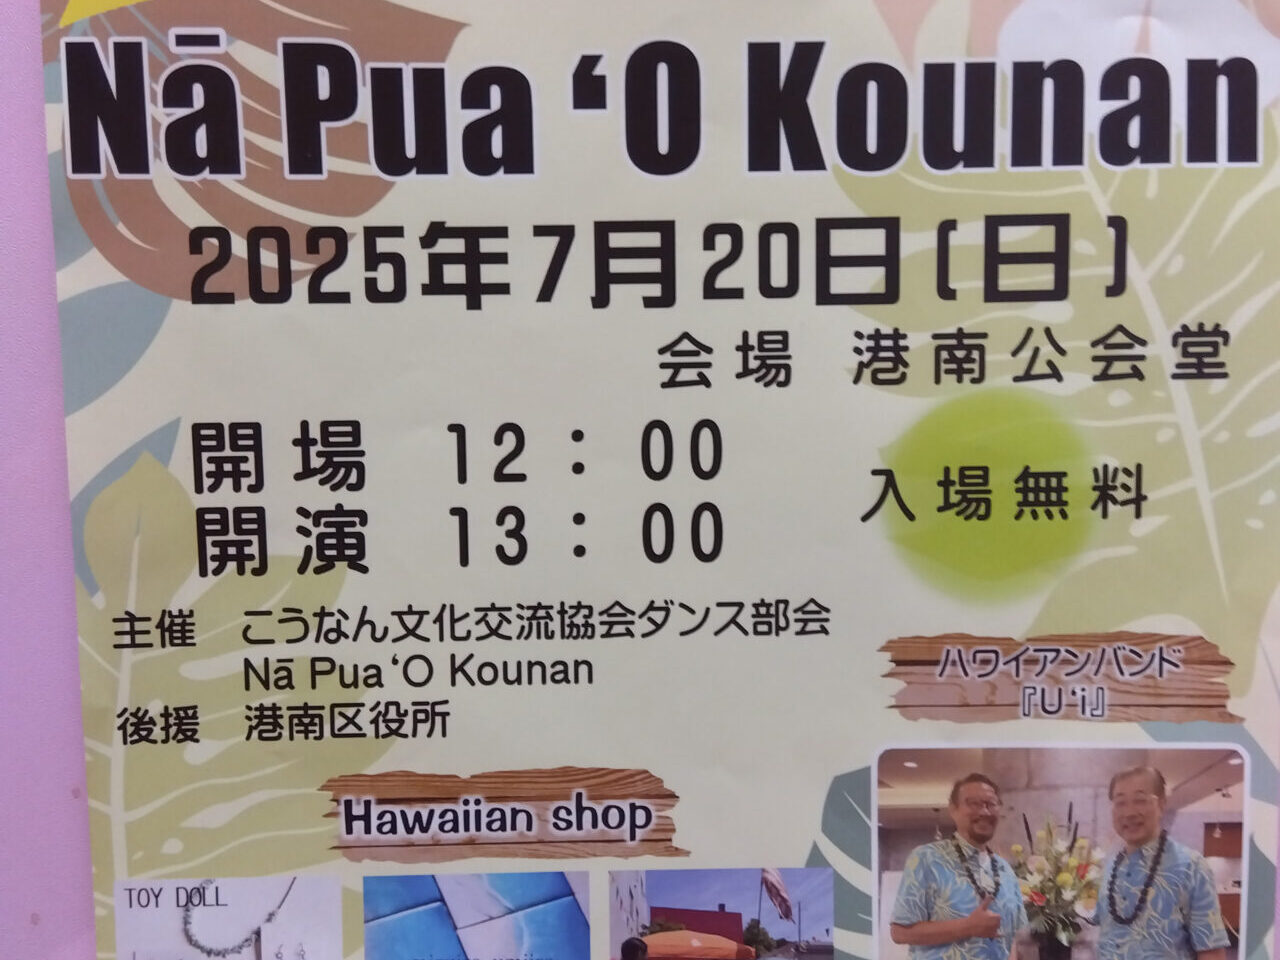 Nā Pua ‘O Kounan
2025年7月20日(日)
会場 港南公会堂
開場 12:00
開演 13:00
入場無料
主催 こうなん文化交流協会ダンス部会
Nā Pua ‘O Kounan
後援 港南区役所
ハワイアンバンド
『U‘i』
Hawaiian shop
TOY DOLL